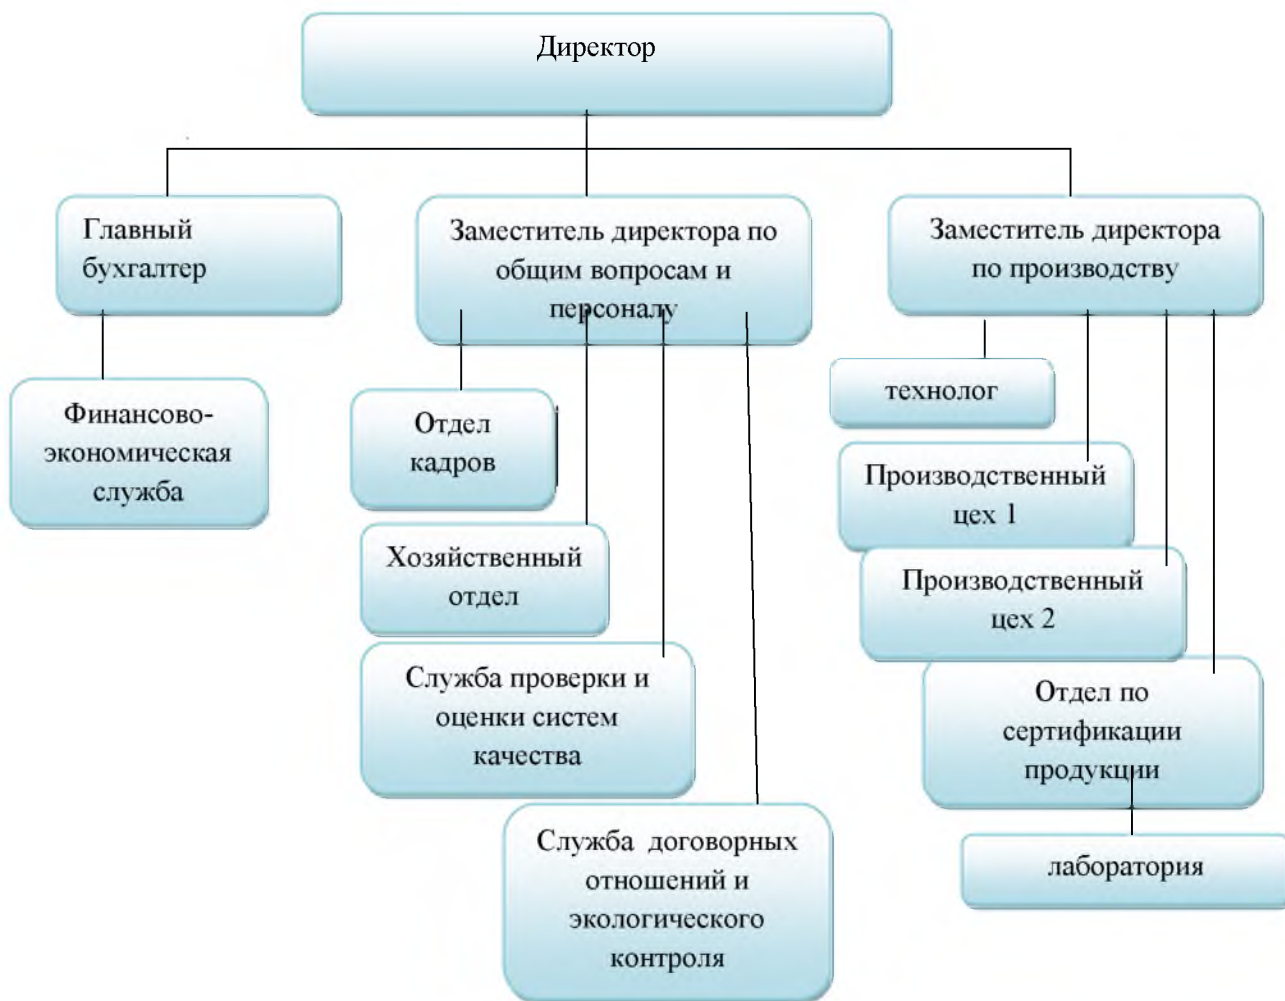 Директор
Главный
бухгалтер
Заместитель директора по
общим вопросам и
персоналу
Заместитель директора
по производству
Финансово-
экономическая
служба
Отдел
кадров
Хозяйственный
отдел
Служба проверки и
оценки систем
качества
Служба договорных
отношений и
экологического
контроля
технолог
Производственный
цех 1
Производственный
цех 2
Отдел по
сертификации
продукции
лаборатория